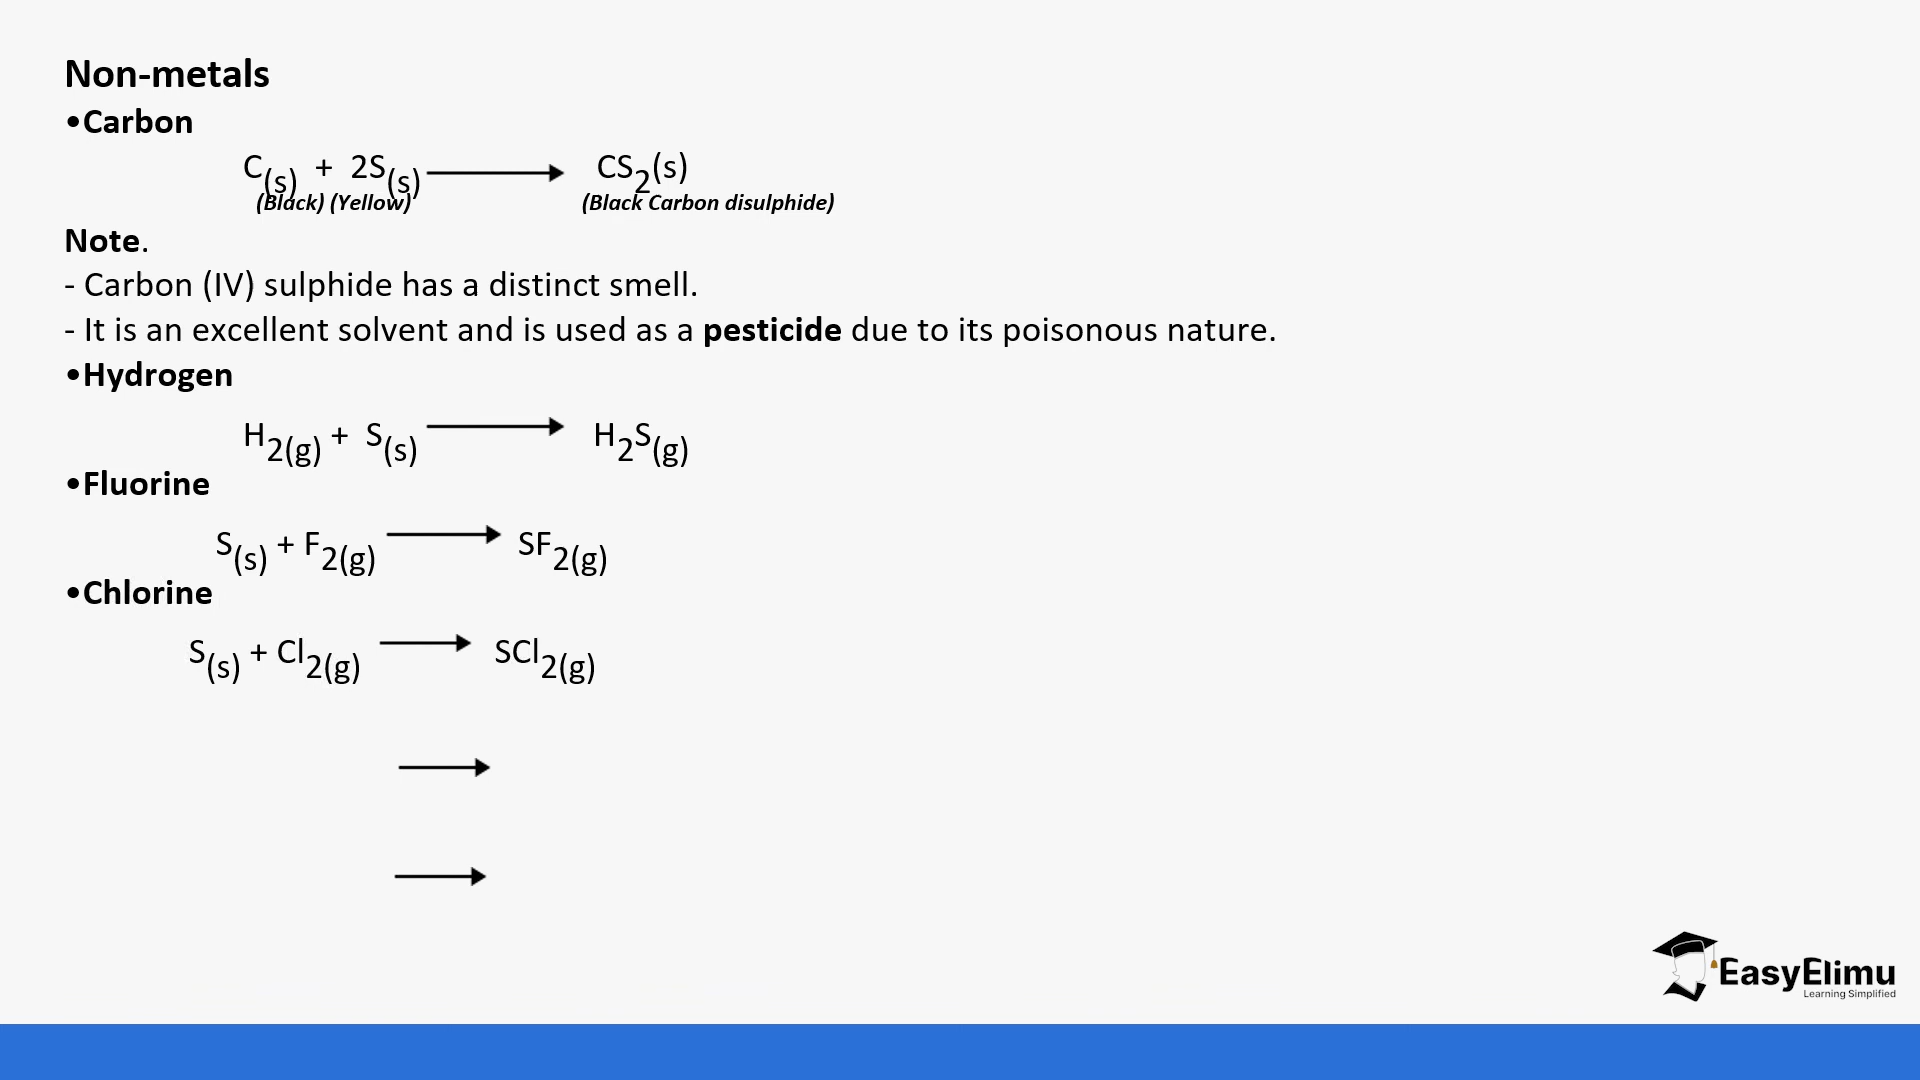 Non-metals
•Carbon
C(s) + 2S(s) ⟶ CS2(s)
(Black) (Yellow) (Black Carbon disulphide)
Note.
- Carbon (IV) sulphide has a distinct smell.
- It is an excellent solvent and is used as a pesticide due to its poisonous nature.
•Hydrogen
H2(g) + S(s) ⟶ H2S(g)
•Fluorine
S(s) + F2(g) ⟶ SF2(g)
•Chlorine
S(s) + Cl2(g) ⟶ SCl2(g)
EasyElimu
Learning Simplified